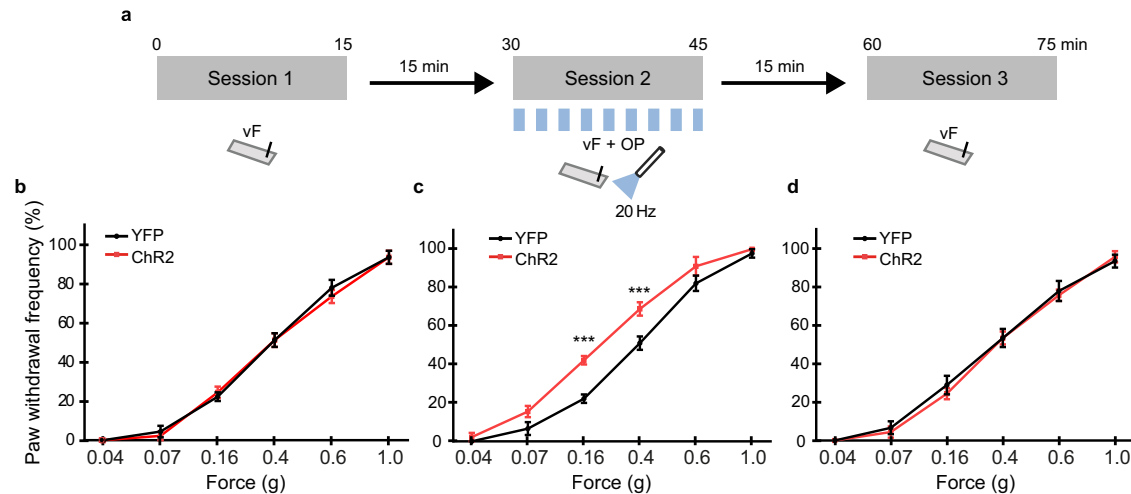 a
0 15 30 45 60 75 min
Session 1 15 min Session 2 15 min Session 3
vF vF + OP vF
20 Hz
b c d
Paw withdrawal frequency (%)
YFP
ChR2
100
80
60
40
20
0
0.04 0.07 0.16 0.4 0.6 1.0
Force (g)
YFP
ChR2
***
***
100
80
60
40
20
0
0.04 0.07 0.16 0.4 0.6 1.0
Force (g)
YFP
ChR2
100
80
60
40
20
0
0.04 0.07 0.16 0.4 0.6 1.0
Force (g)